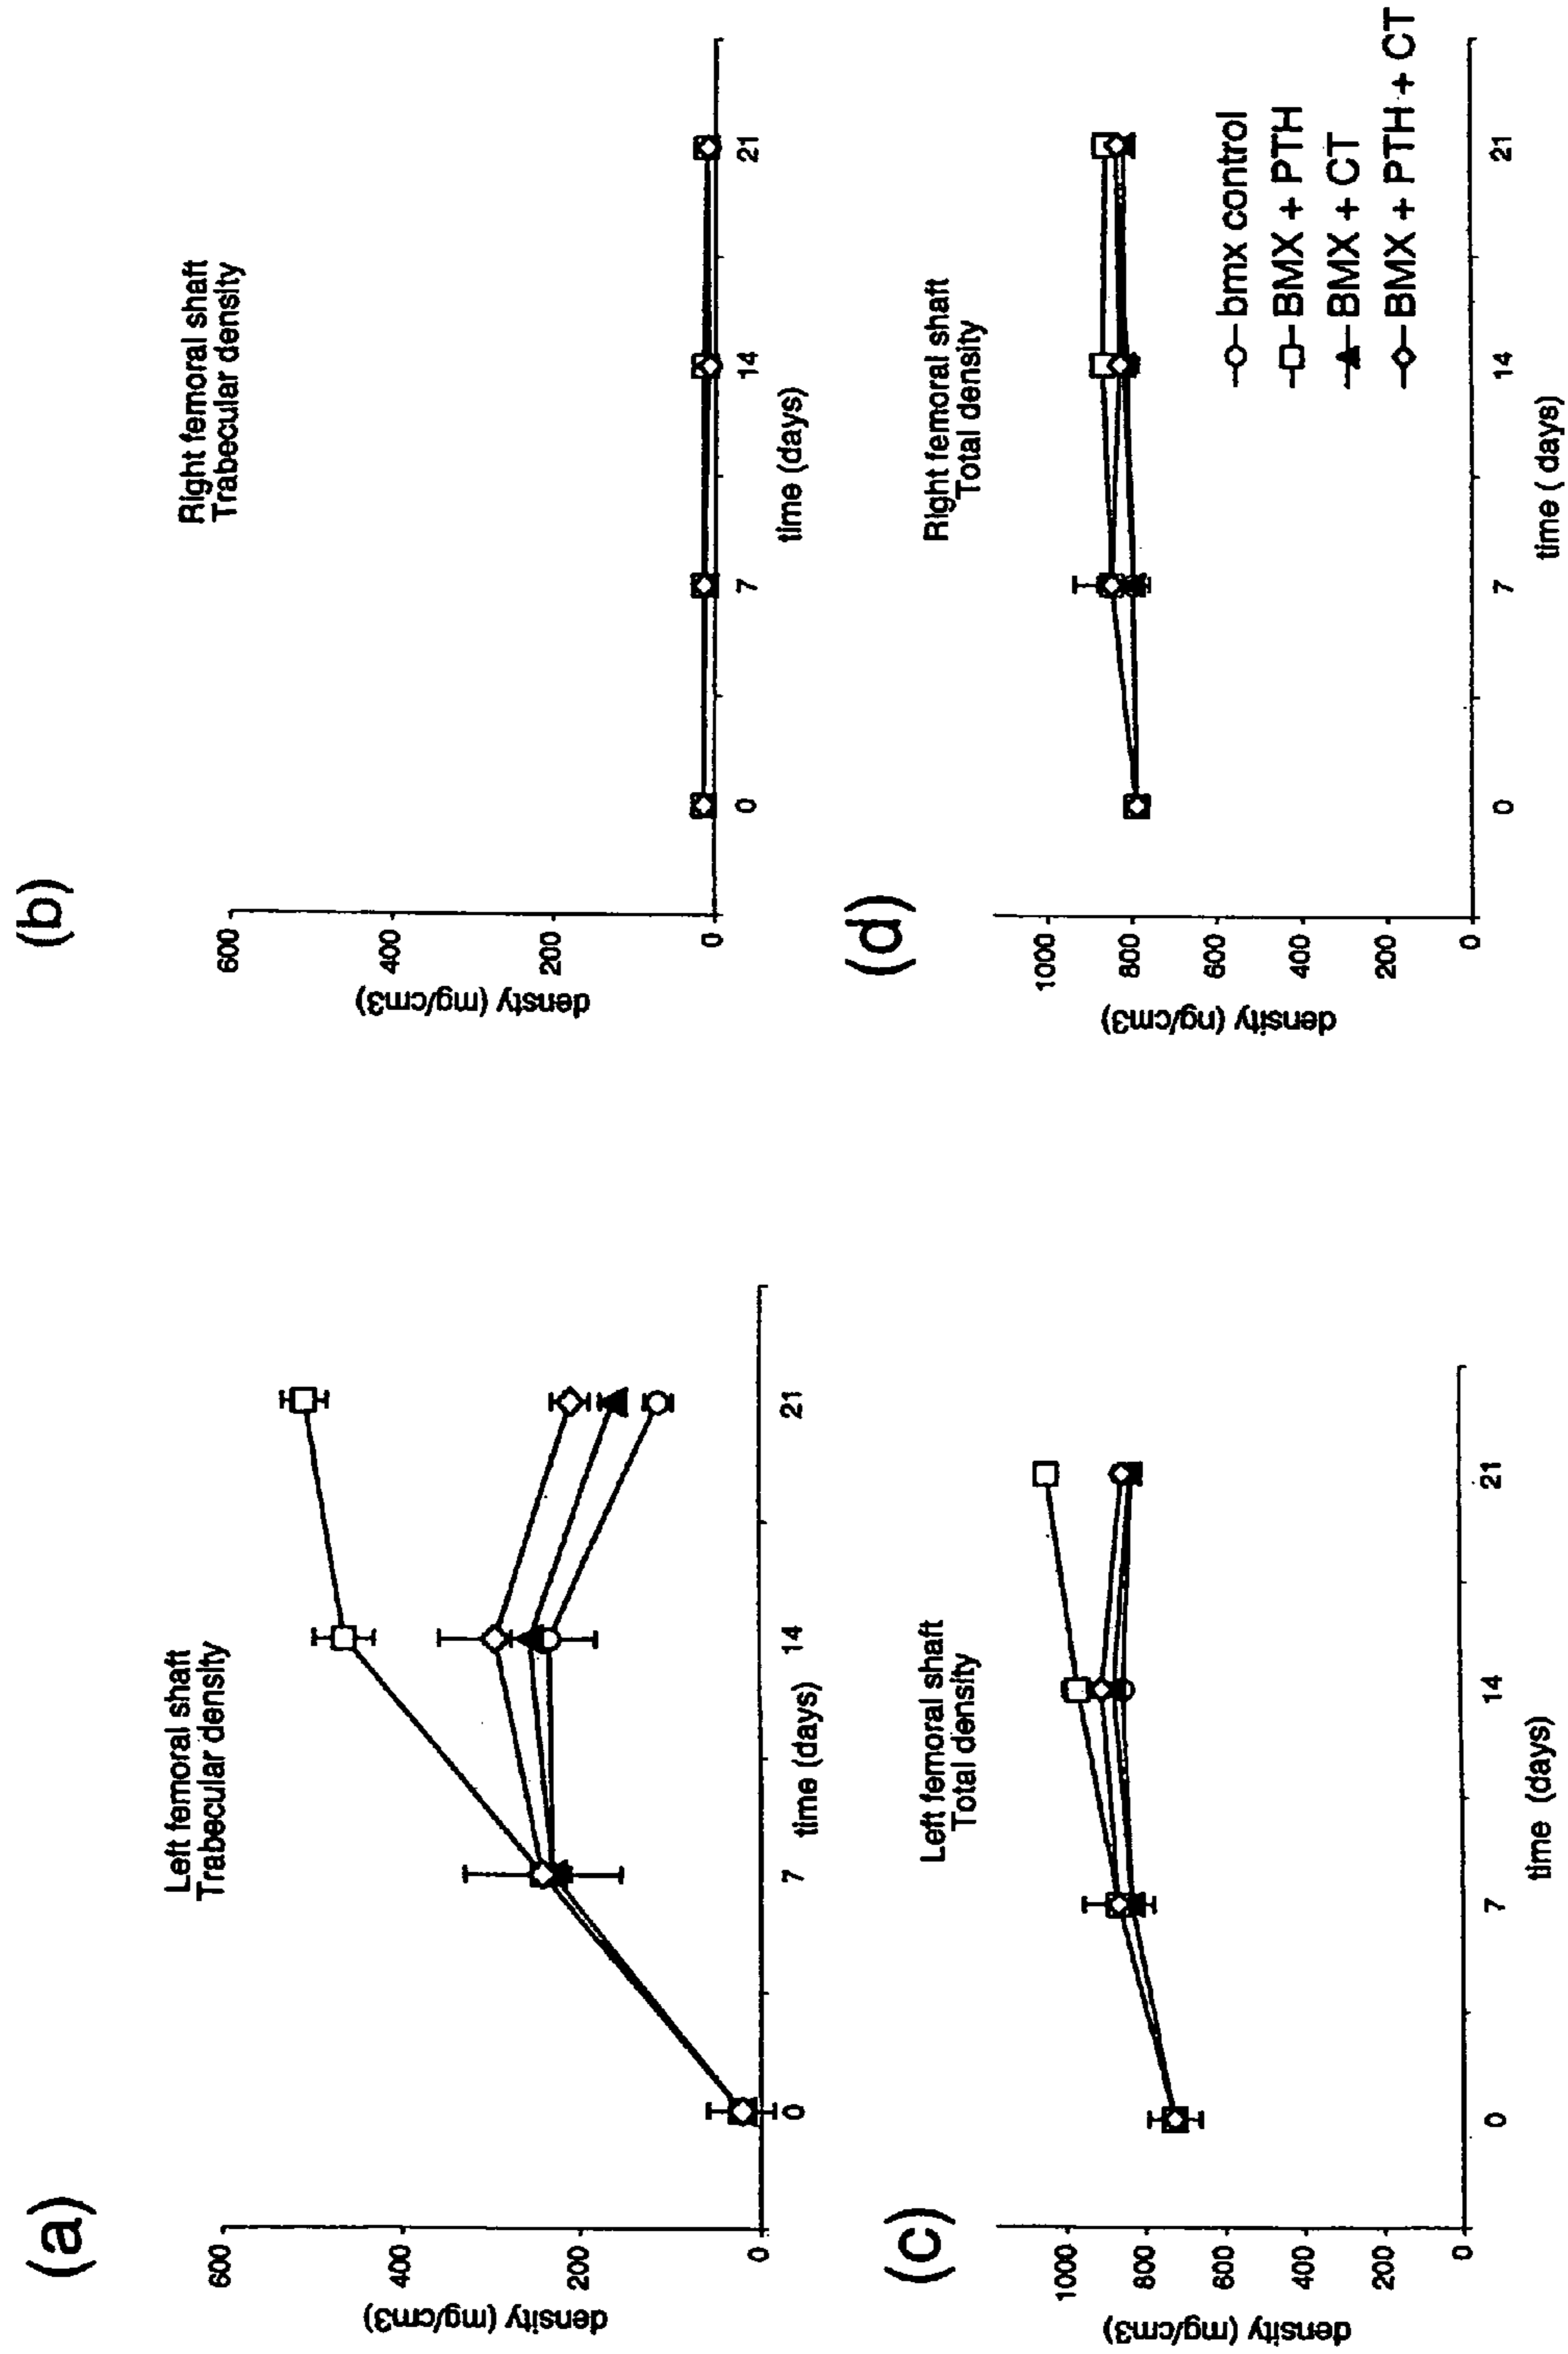 (a)
Left femoral shaft
Trabecular density
density (mg/cm3)
600
400
200
0
0
7
14
21
time (days)
(b)
Right femoral shaft
Trabecular density
densty (mg/cm3)
600
400
200
0
0
7
14
21
time (days)
(c)
Left femoral shaft
Total density
density (mg/cm3)
1000
800
600
400
200
0
0
7
14
21
time (days)
(d)
Right femoral shaft
Total density
density (ng/cm3)
1000
800
600
400
200
0
0
7
14
21
time ( days)
bmx control
BMX + PTH
BMX + CT
BMX + PTH + CT